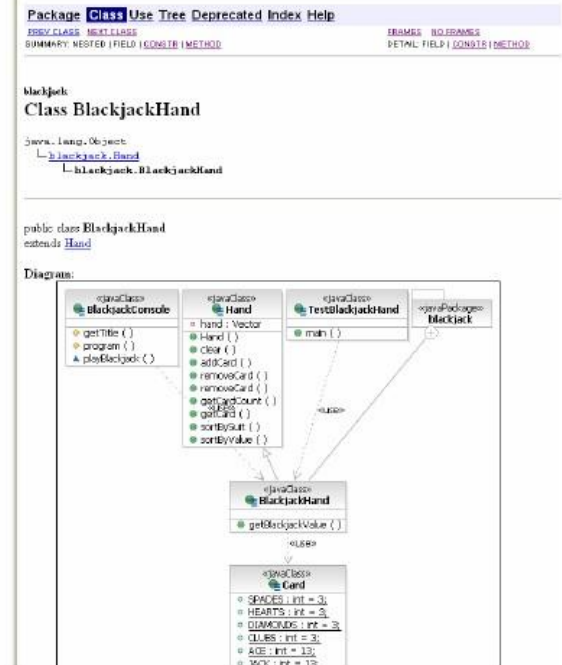 Package Class Use Tree Deprecated Index Help
PREV CLASS NEXT CLASS
FRAMES NO FRAMES
SUMMARY: NESTED | FIELD | CONSTR | METHOD
DETAIL: FIELD | CONSTR | METHOD
blackjack
Class BlackjackHand
java.lang.Object
blackjack.Hand
blackjack.BlackjackHand
public class BlackjackHand
extends Hand
Diagram:
«javaClass»
BlackjackConsole
getTitle ( )
program ( )
playBlackjack ( )
«javaClass»
Hand
hand : Vector
Hand ( )
clear ( )
addCard ( )
removeCard ( )
removeCard ( )
getCardCount ( )
getCard ( )
sortBySuit ( )
sortByValue ( )
«javaClass»
TestBlackjackHand
main ( )
«javaPackage»
blackjack
«use»
«use»
«javaClass»
BlackjackHand
getBlackjackValue ( )
«use»
«javaClass»
Card
SPADES : int = 3;
HEARTS : int = 3;
DIAMONDS : int = 3;
CLUBS : int = 3;
ACE : int = 13;
JACK : int = 13;